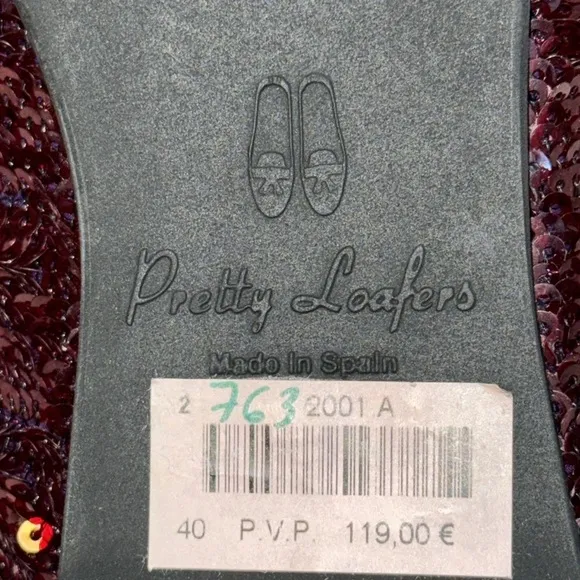 Pretty Loafers
Made In Spain
2 763 2001 A
40 P.V.P. 119,00 €